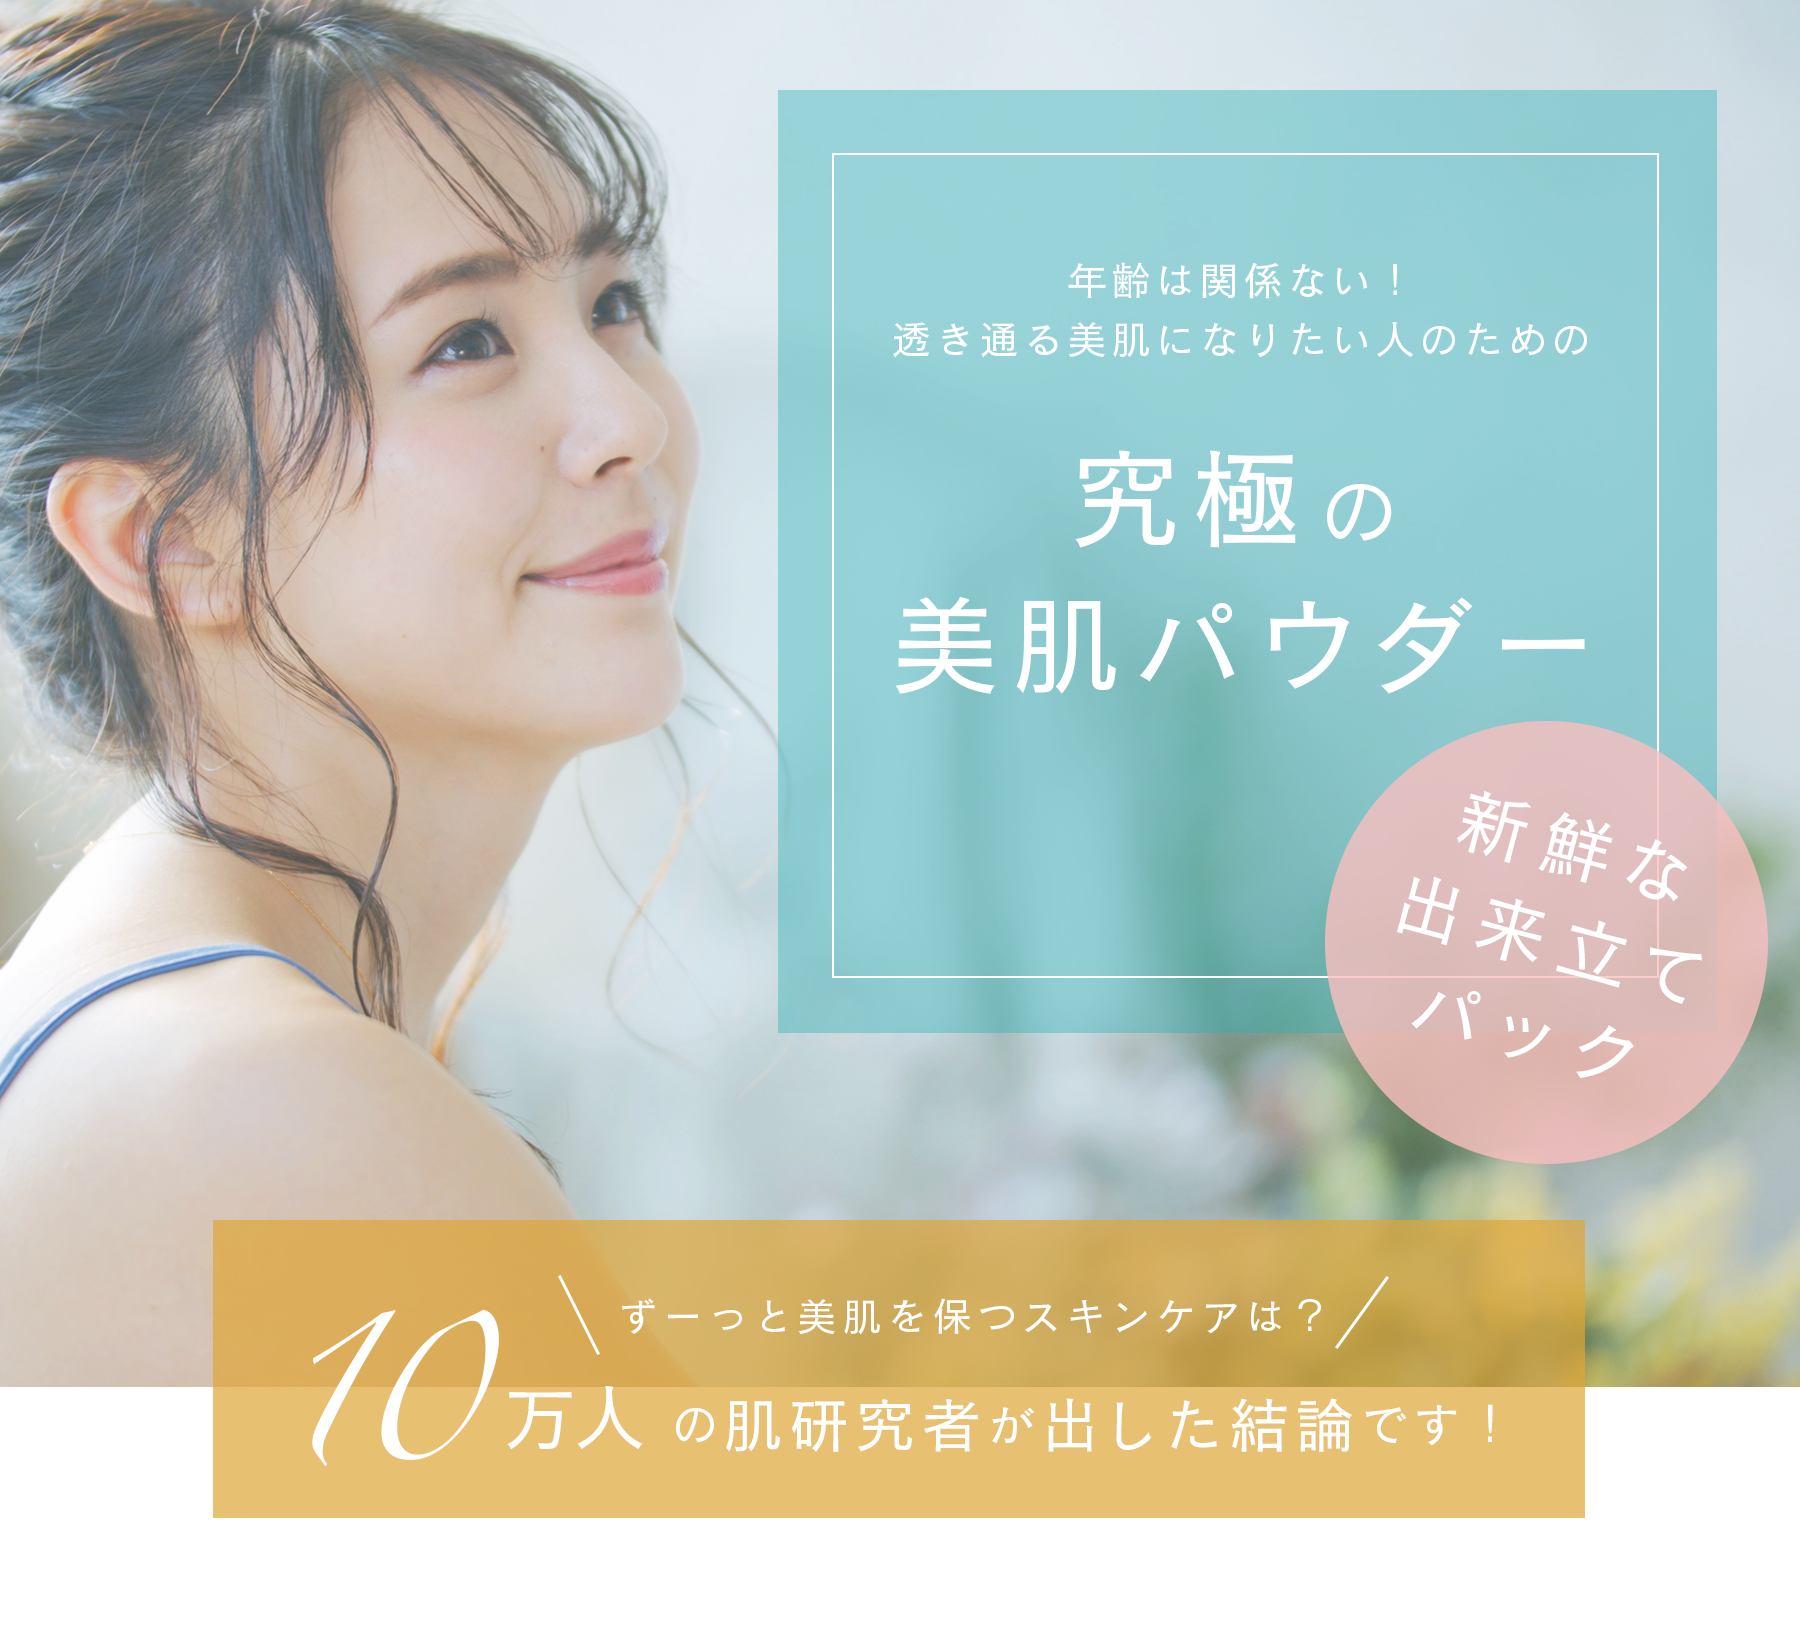 年齢は関係ない！
透き通る美肌になりたい人のための
究極の
美肌パウダー
新鮮な
出来立て
パック
ずーっと美肌を保つスキンケアは？
10万人の肌研究者が出した結論です！